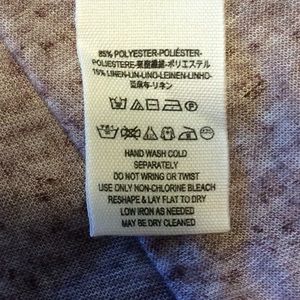 85% POLYESTER-POLIÉSTER-
POLIESTERE-聚酯纖維-ポリエステル
15% LINEN-LIN-LINO-LEINEN-LINHO-
亞麻布-リネン
HAND WASH COLD
SEPARATELY
DO NOT WRING OR TWIST
USE ONLY NON-CHLORINE BLEACH
RESHAPE & LAY FLAT TO DRY
LOW IRON AS NEEDED
MAY BE DRY CLEANED